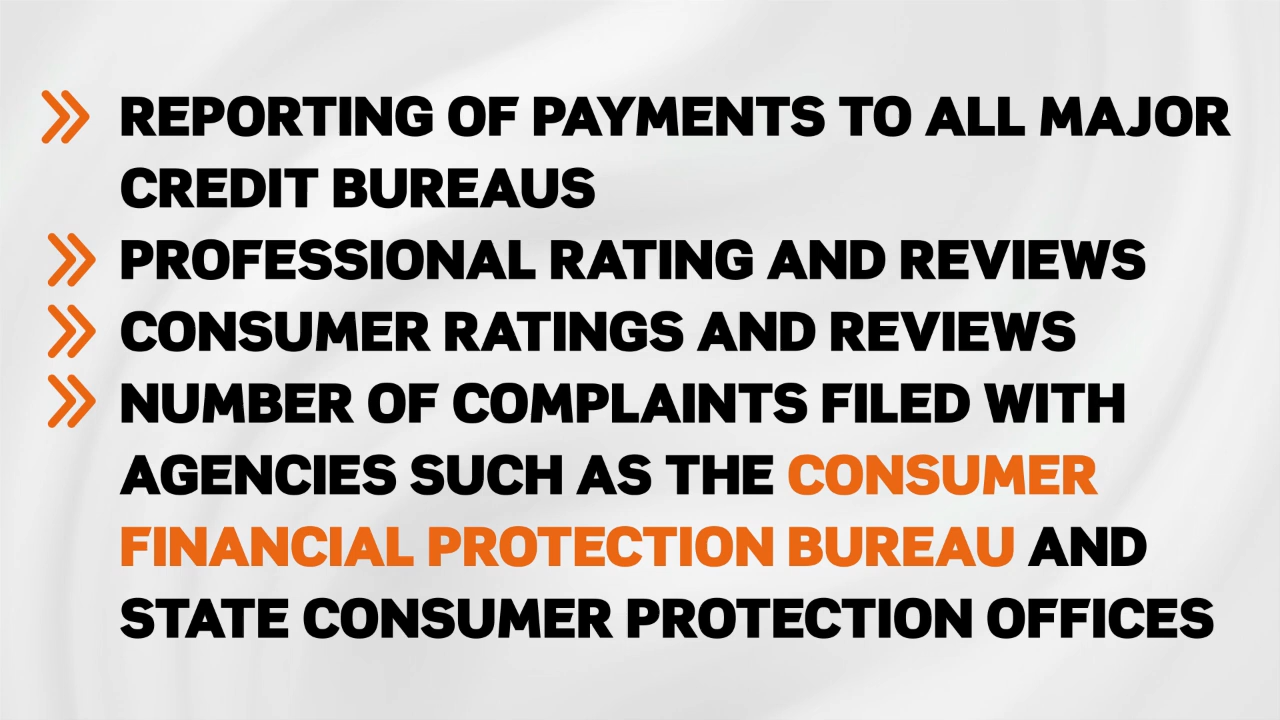 REPORTING OF PAYMENTS TO ALL MAJOR
CREDIT BUREAUS
PROFESSIONAL RATING AND REVIEWS
CONSUMER RATINGS AND REVIEWS
NUMBER OF COMPLAINTS FILED WITH
AGENCIES SUCH AS THE CONSUMER
FINANCIAL PROTECTION BUREAU AND
STATE CONSUMER PROTECTION OFFICES